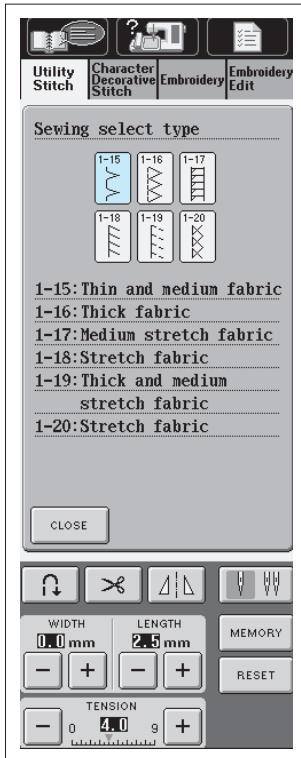 Utility Stitch
Character Decorative Stitch
Embroidery
Embroidery Edit
Sewing select type
1-15 1-16 1-17
1-18 1-19 1-20
1-15: Thin and medium fabric
1-16: Thick fabric
1-17: Medium stretch fabric
1-18: Stretch fabric
1-19: Thick and medium
stretch fabric
1-20: Stretch fabric
CLOSE
WIDTH
0.0 mm
LENGTH
2.5 mm
MEMORY
− + − +
RESET
TENSION
− 0 4.0 9 +